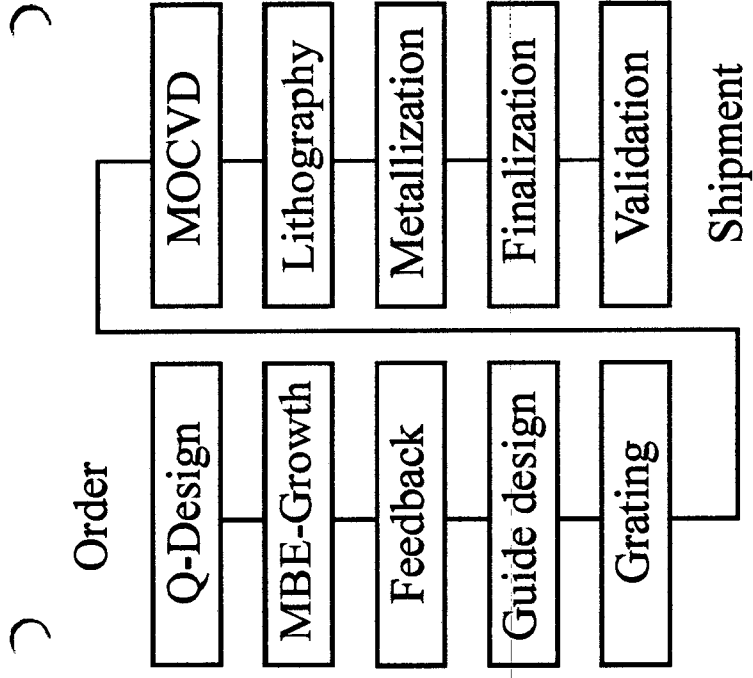 Order
Q-Design
MBE-Growth
Feedback
Guide design
Grating
MOCVD
Lithography
Metallization
Finalization
Validation
Shipment